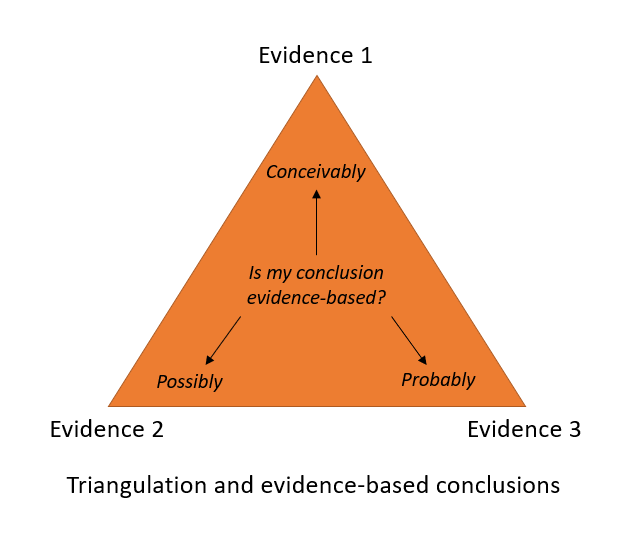 Evidence 1
Conceivably
Is my conclusion
evidence-based?
Possibly
Probably
Evidence 2
Evidence 3
Triangulation and evidence-based conclusions